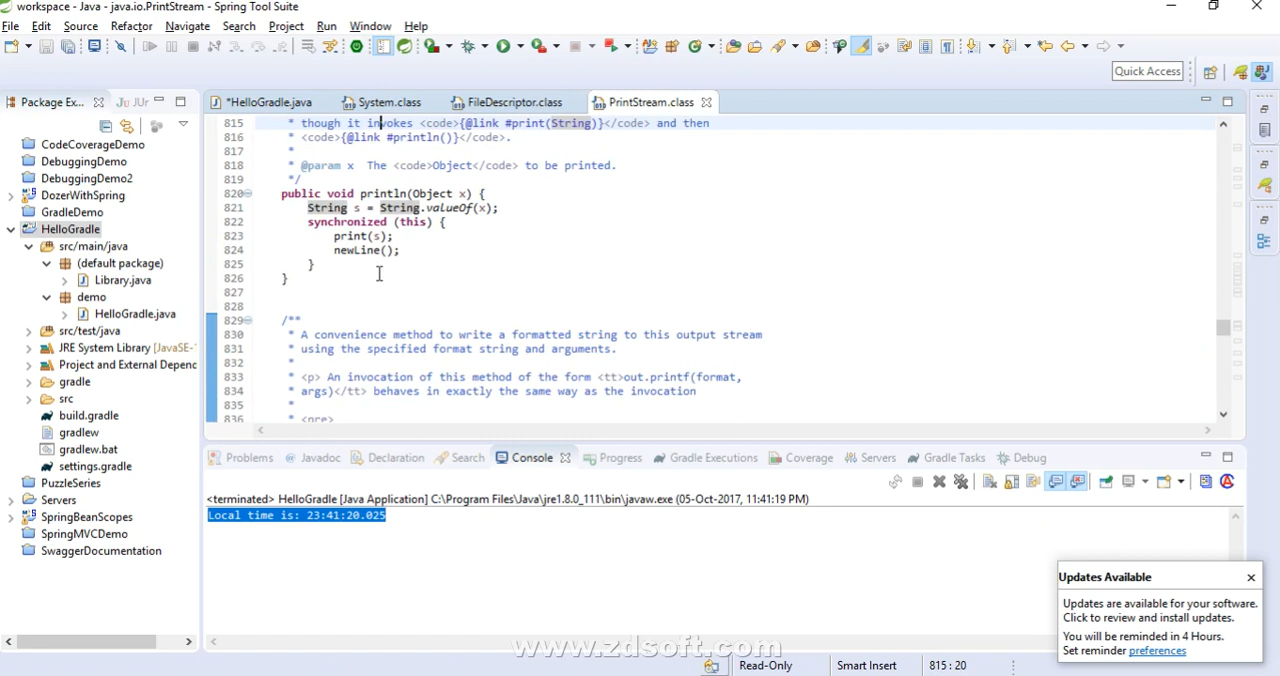 workspace - Java - java.io.PrintStream - Spring Tool Suite
File Edit Source Refactor Navigate Search Project Run Window Help
Quick Access
Package Ex... Ju JUr
*HelloGradle.java System.class FileDescriptor.class PrintStream.class
CodeCoverageDemo
DebuggingDemo
DebuggingDemo2
DozerWithSpring
GradleDemo
HelloGradle
src/main/java
(default package)
Library.java
demo
HelloGradle.java
src/test/java
JRE System Library [JavaSE-
Project and External Depend
gradle
src
build.gradle
gradlew
gradlew.bat
settings.gradle
PuzzleSeries
Servers
SpringBeanScopes
SpringMVCDemo
SwaggerDocumentation
815 * though it invokes <code>{@link #print(String)}</code> and then
816 * <code>{@link #println()}</code>.
817 *
818 * @param x The <code>Object</code> to be printed.
819 */
820 public void println(Object x) {
821 String s = String.valueOf(x);
822 synchronized (this) {
823 print(s);
824 newLine();
825 }
826 }
827
828
829 /**
830 * A convenience method to write a formatted string to this output stream
831 * using the specified format string and arguments.
832 *
833 * <p> An invocation of this method of the form <tt>out.printf(format,
834 * args)</tt> behaves in exactly the same way as the invocation
835 *
836 * <pre>
Problems Javadoc Declaration Search Console Progress Gradle Executions Coverage Servers Gradle Tasks Debug
<terminated> HelloGradle [Java Application] C:\Program Files\Java\jre1.8.0_111\bin\javaw.exe (05-Oct-2017, 11:41:19 PM)
Local time is: 23:41:20.025
Updates Available
Updates are available for your software.
Click to review and install updates.
You will be reminded in 4 Hours.
Set reminder preferences
www.zdsoft.com
Read-Only Smart Insert 815 : 20